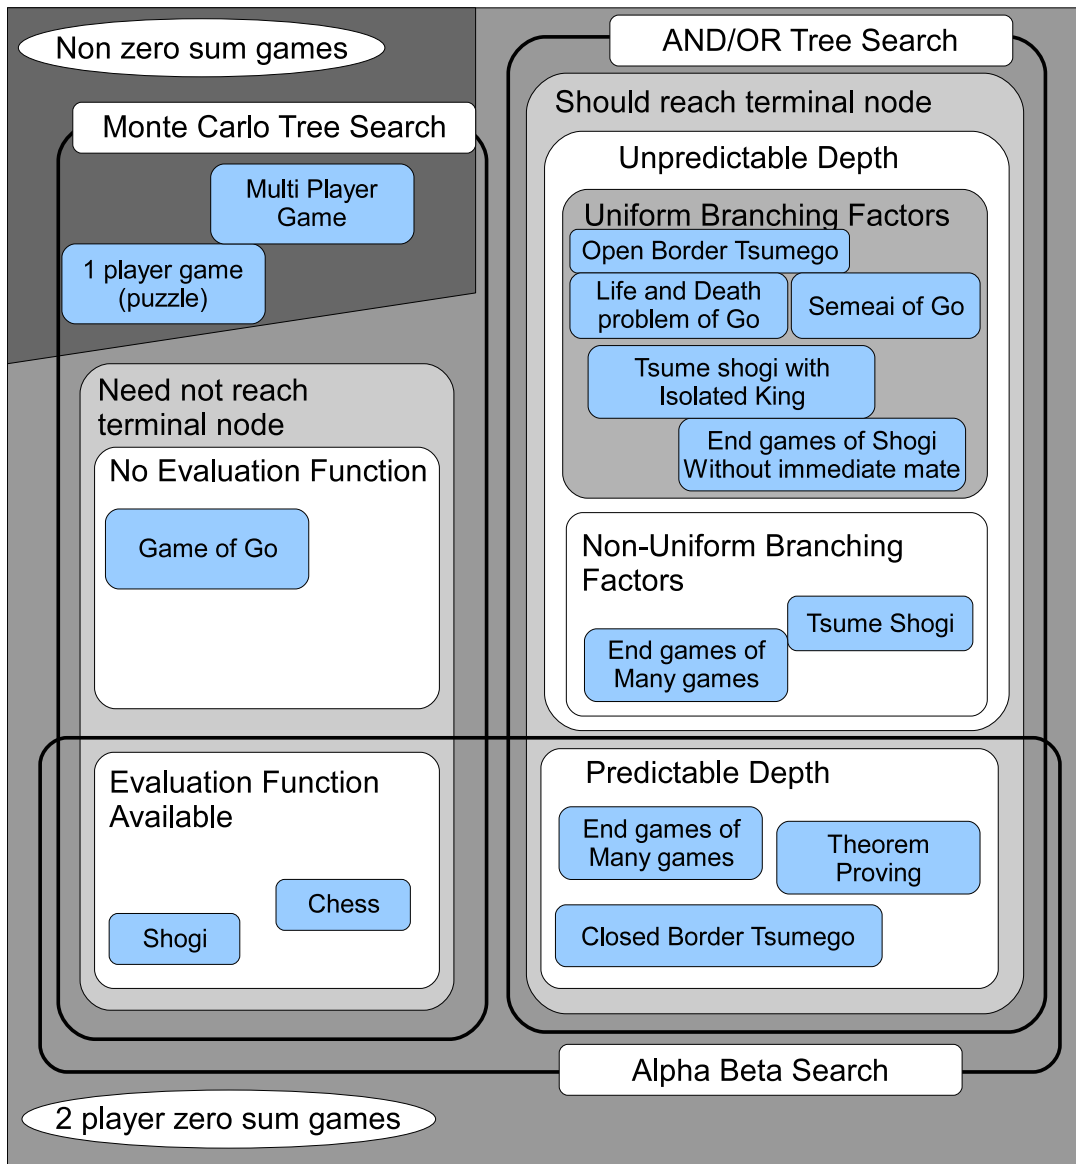 Non zero sum games
AND/OR Tree Search
Should reach terminal node
Monte Carlo Tree Search
Unpredictable Depth
Multi Player
Game
Uniform Branching Factors
Open Border Tsumego
1 player game
(puzzle)
Life and Death
problem of Go
Semeai of Go
Tsume shogi with
Isolated King
Need not reach
terminal node
End games of Shogi
Without immediate mate
No Evaluation Function
Game of Go
Non-Uniform Branching
Factors
Tsume Shogi
End games of
Many games
Evaluation Function
Available
Predictable Depth
End games of
Many games
Theorem
Proving
Chess
Shogi
Closed Border Tsumego
Alpha Beta Search
2 player zero sum games